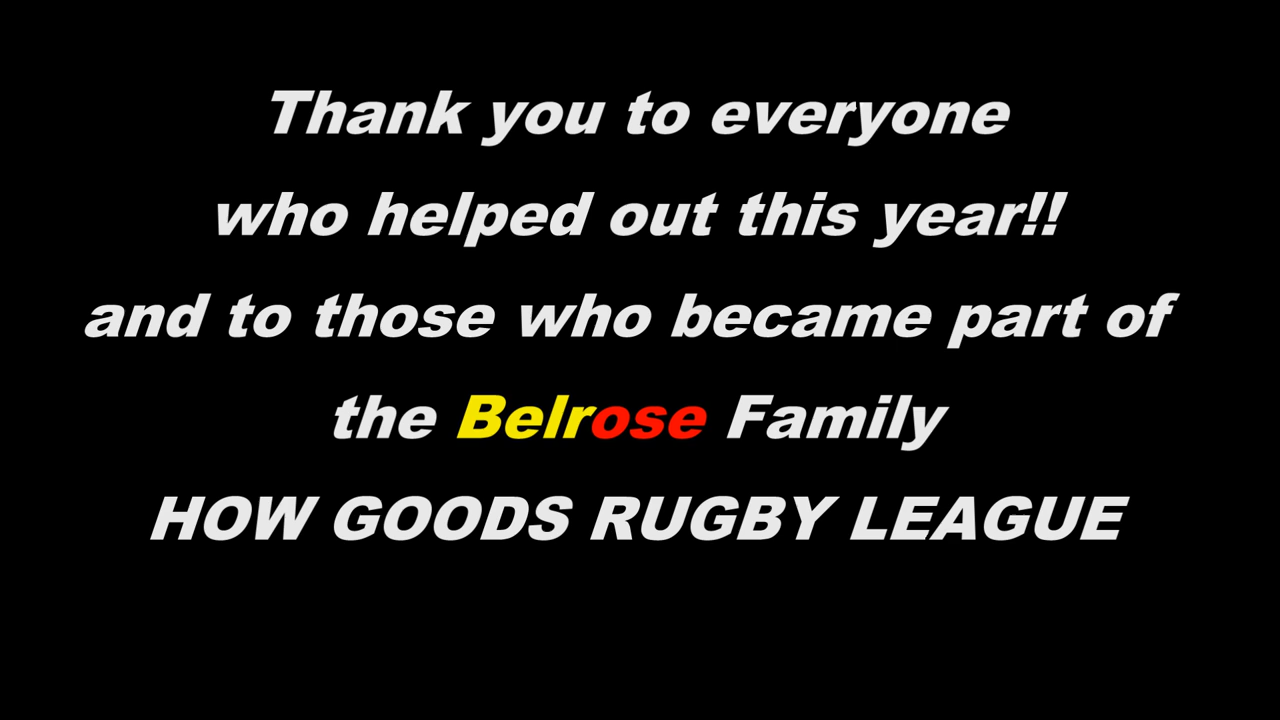 Thank you to everyone
who helped out this year!!
and to those who became part of
the Belrose Family
HOW GOODS RUGBY LEAGUE